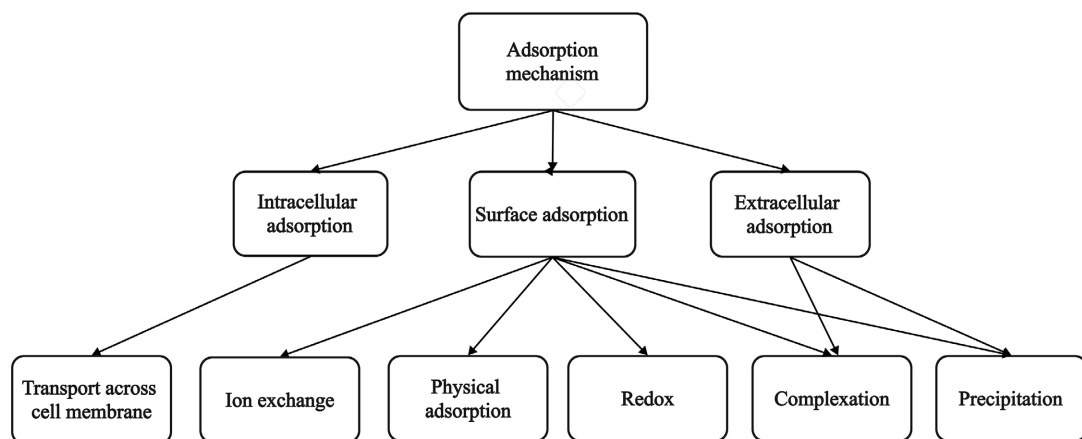 Adsorption
mechanism
Intracellular
adsorption
Surface adsorption
Extracellular
adsorption
Transport across
cell membrane
Ion exchange
Physical
adsorption
Redox
Complexation
Precipitation